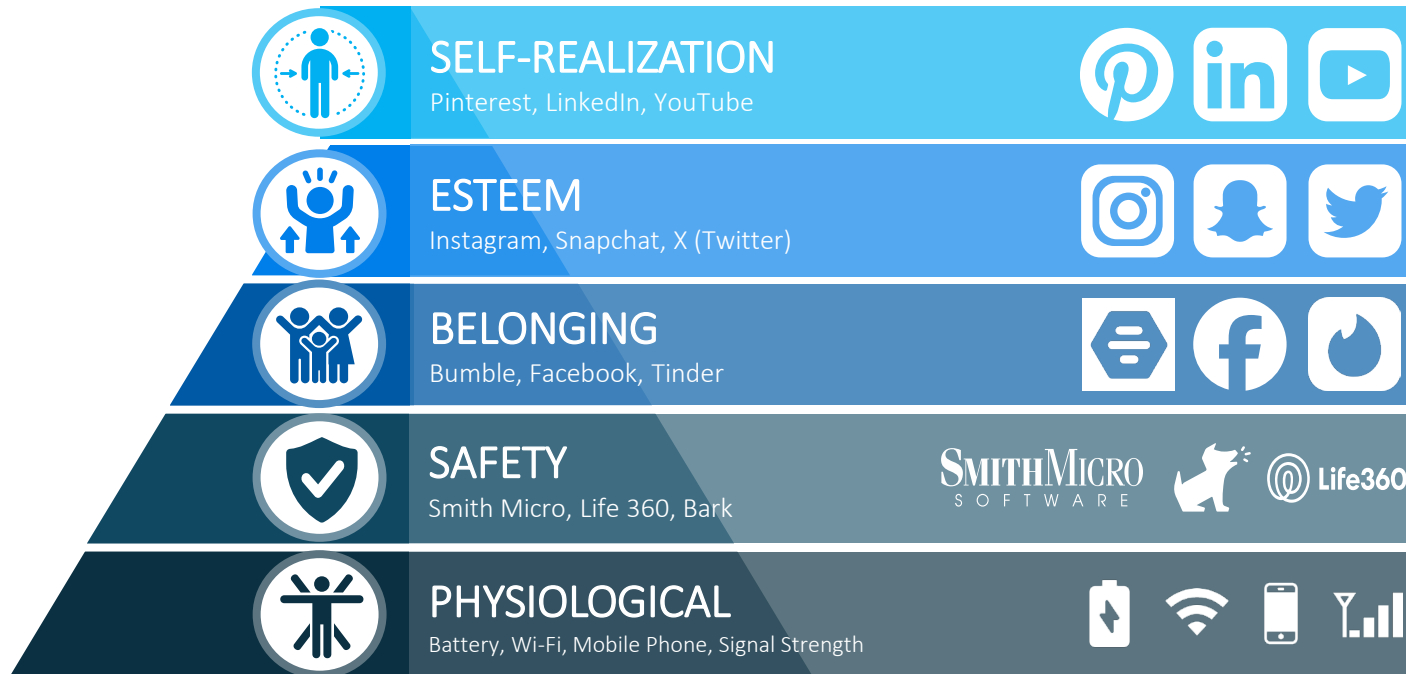 SELF-REALIZATION
Pinterest, LinkedIn, YouTube
in
ESTEEM
Instagram, Snapchat, X (Twitter)
BELONGING
Bumble, Facebook, Tinder
f
SAFETY
Smith Micro, Life 360, Bark
SMITHMICRO
SOFTWARE
Life360
PHYSIOLOGICAL
Battery, Wi-Fi, Mobile Phone, Signal Strength